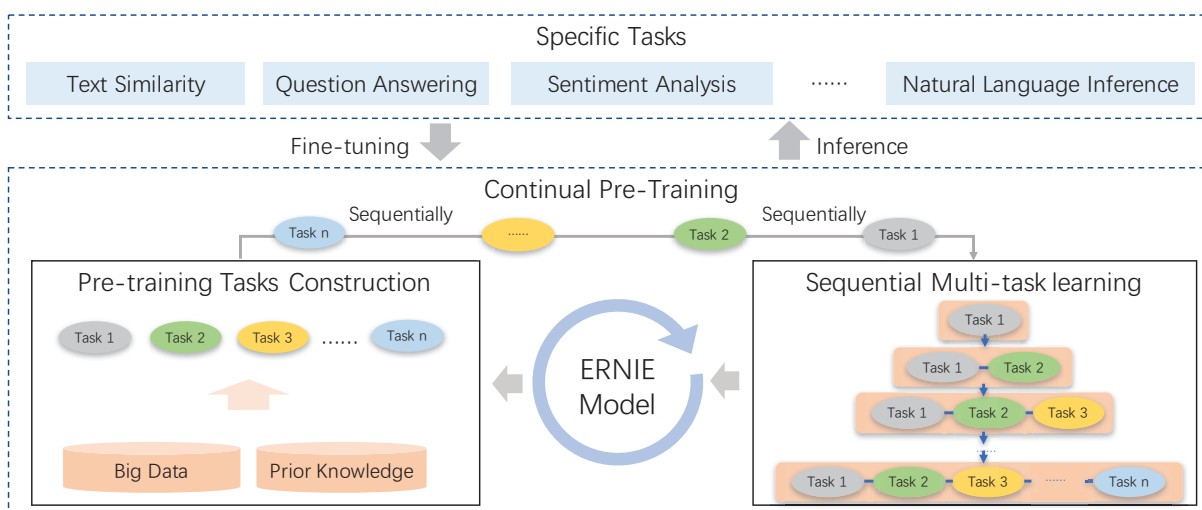 Specific Tasks
Text Similarity
Question Answering
Sentiment Analysis
......
Natural Language Inference
Fine-tuning
Inference
Continual Pre-Training
Sequentially
Sequentially
Task n
......
Task 2
Task 1
Pre-training Tasks Construction
Task 1
Task 2
Task 3
......
Task n
Big Data
Prior Knowledge
ERNIE
Model
Sequential Multi-task learning
Task 1
Task 1
Task 2
Task 1
Task 2
Task 3
......
Task 1
Task 2
Task 3
......
Task n